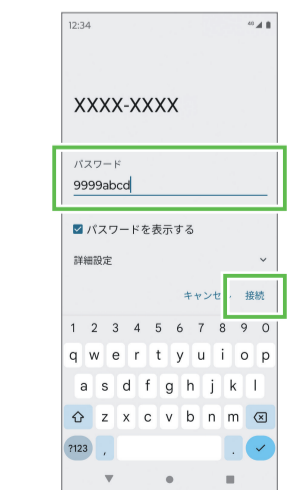 12:34
4G
XXXX-XXXX
パスワード
9999abcd
パスワードを表示する
詳細設定
キャンセル 接続
1 2 3 4 5 6 7 8 9 0
q w e r t y u i o p
a s d f g h j k l
z x c v b n m
?123 , .